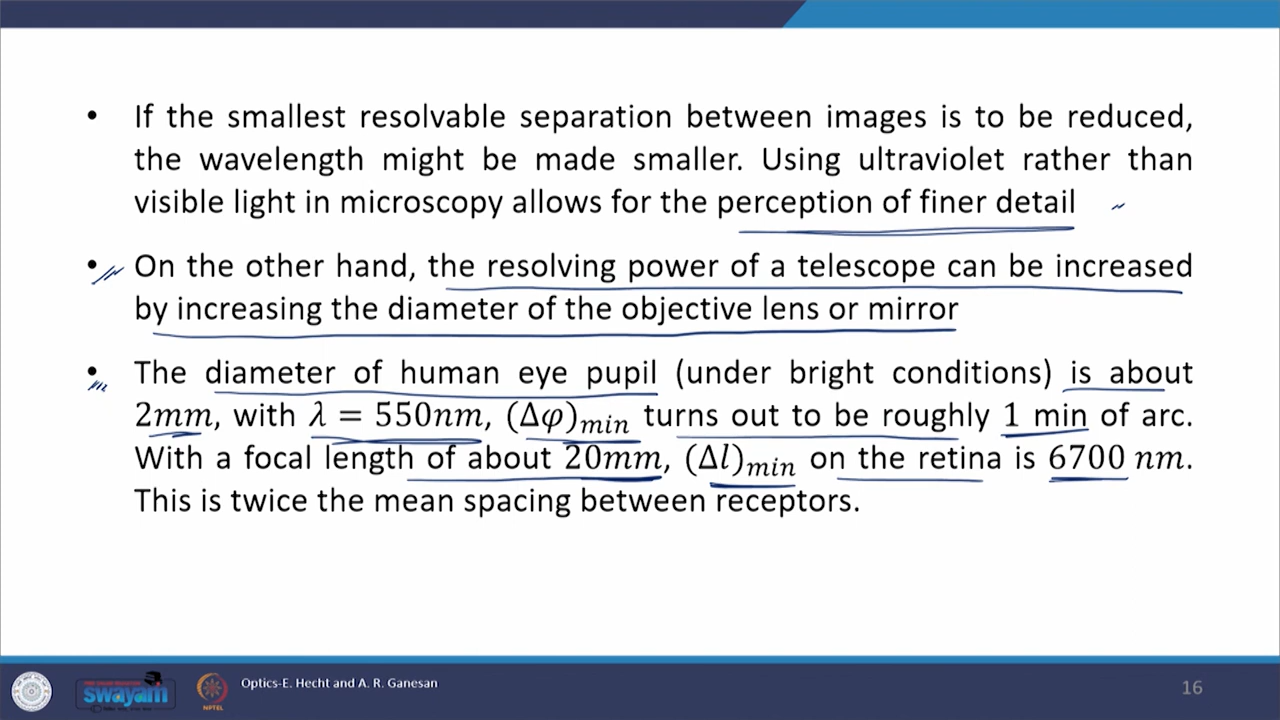 • If the smallest resolvable separation between images is to be reduced,
the wavelength might be made smaller. Using ultraviolet rather than
visible light in microscopy allows for the perception of finer detail
• On the other hand, the resolving power of a telescope can be increased
by increasing the diameter of the objective lens or mirror
• The diameter of human eye pupil (under bright conditions) is about
2mm, with λ = 550nm, (Δφ)min turns out to be roughly 1 min of arc.
With a focal length of about 20mm, (Δl)min on the retina is 6700 nm.
This is twice the mean spacing between receptors.
swayam
NPTEL
Optics-E. Hecht and A. R. Ganesan
16